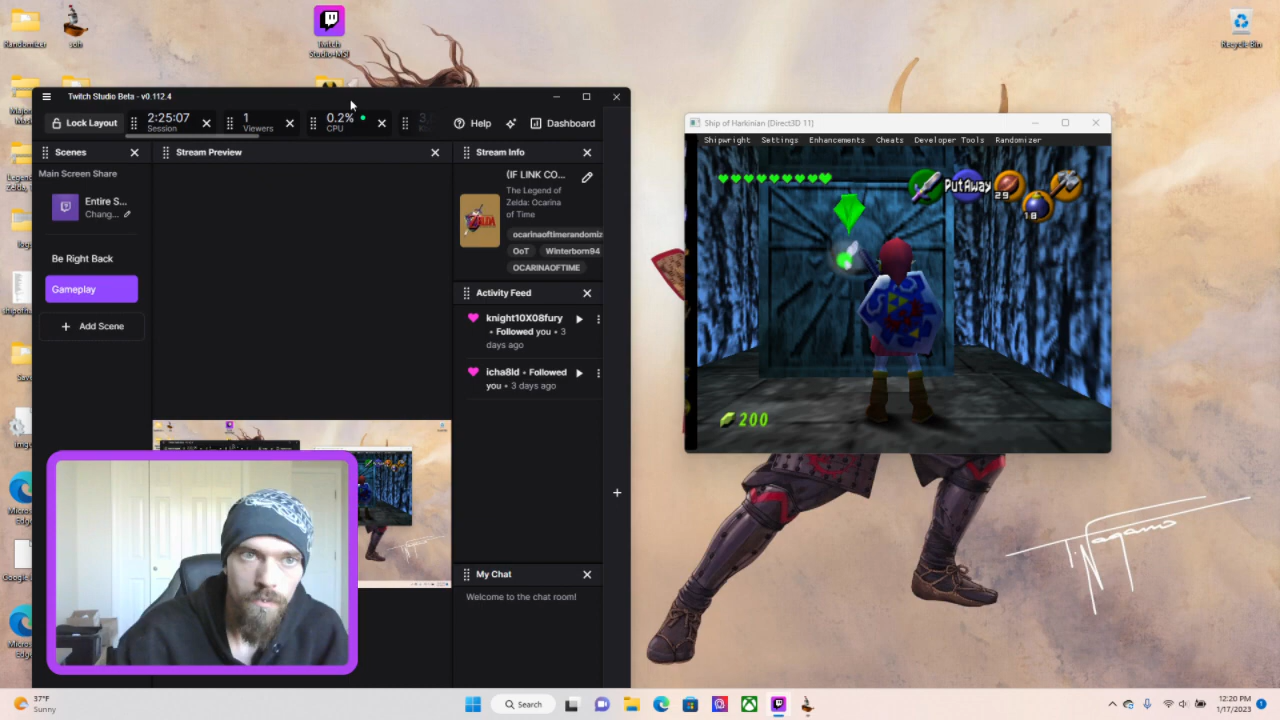 Randomizer
soh
Twitch
Studio-MSI
Recycle Bin
Twitch Studio Beta - v0.112.4
Lock Layout
2:25:07
Session
1
Viewers
0.2%
CPU
Help
Dashboard
Scenes
Stream Preview
Stream Info
Main Screen Share
Entire S...
Chang...
Be Right Back
Gameplay
Add Scene
(IF LINK CO...
The Legend of
Zelda: Ocarina
of Time
ocarinaoftimerandomiz
OoT
Winterborn94
OCARINAOFTIME
Activity Feed
knight10X08fury
• Followed you • 3
days ago
icha8ld • Followed
you • 3 days ago
My Chat
Welcome to the chat room!
Ship of Harkinian (Direct3D 11)
Shipwright Settings Enhancements Cheats Developer Tools Randomizer
PutAway
29
18
200
T.Nagano
37°F
Sunny
Search
12:20 PM
1/17/2023